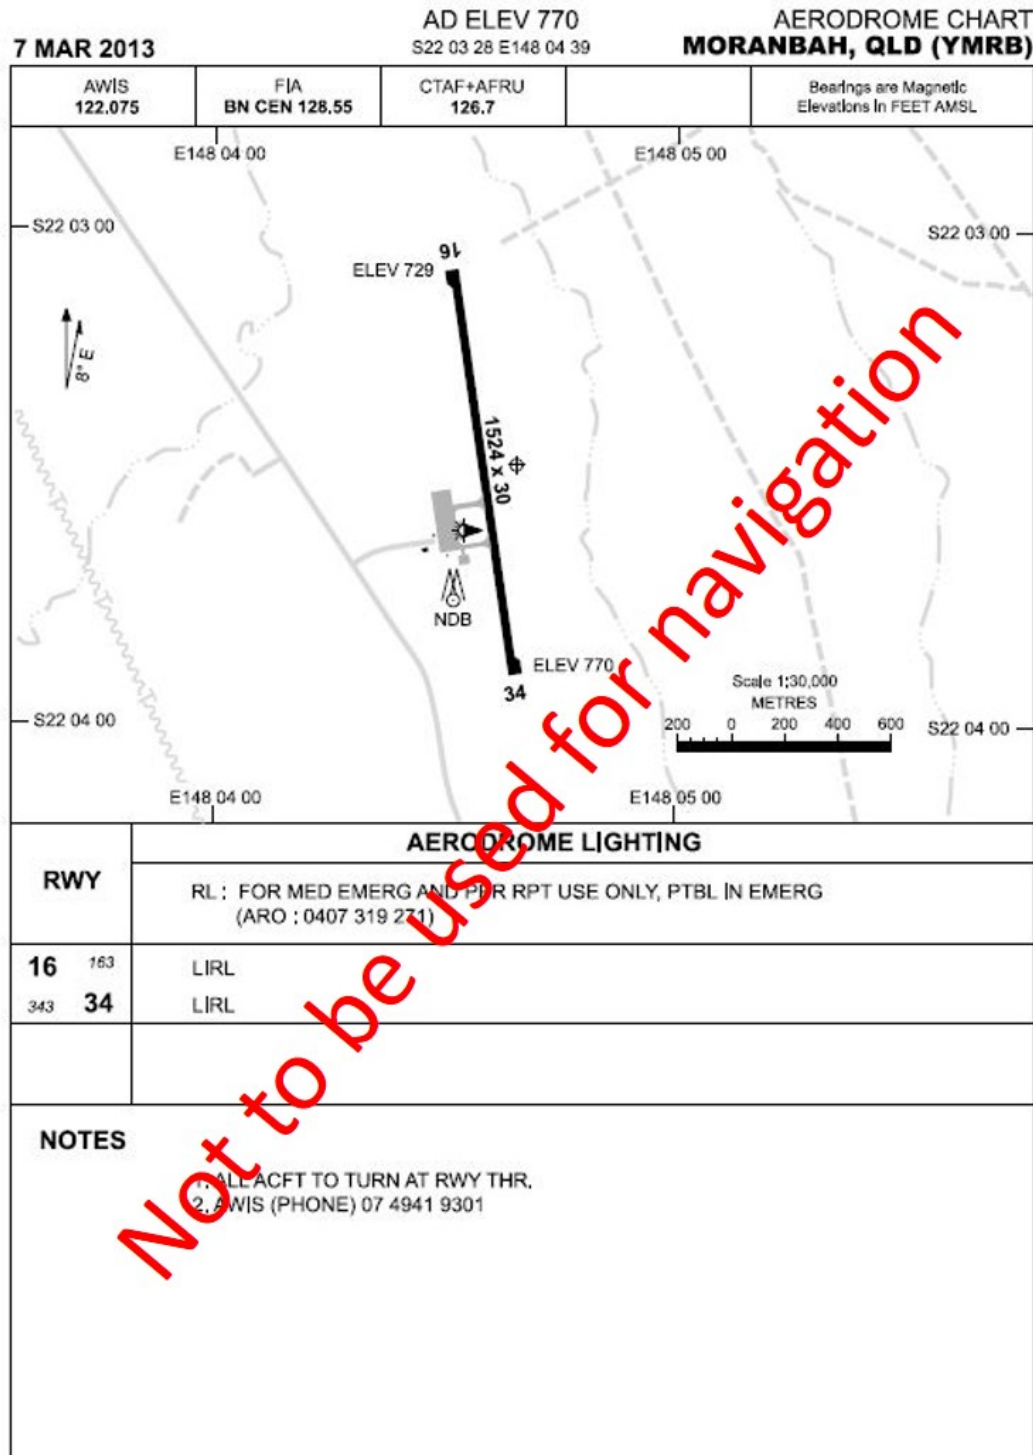 7 MAR 2013
AD ELEV 770
S22 03 28 E148 04 39
AERODROME CHART
MORANBAH, QLD (YMRB)
AWIS
122.075
FIA
BN CEN 128.55
CTAF+AFRU
126.7
Bearings are Magnetic
Elevations in FEET AMSL
E148 04 00
E148 05 00
S22 03 00
S22 03 00
16
ELEV 729
8° E
1524 x 30
NDB
ELEV 770
34
Scale 1:30,000
METRES
200 0 200 400 600
S22 04 00
S22 04 00
E148 04 00
E148 05 00
Not to be used for navigation
RWY
AERODROME LIGHTING
RL : FOR MED EMERG AND PER RPT USE ONLY, PTBL IN EMERG
(ARO : 0407 319 271)
16 163 LIRL
343 34 LIRL
NOTES
1. ALL ACFT TO TURN AT RWY THR.
2. AWIS (PHONE) 07 4941 9301